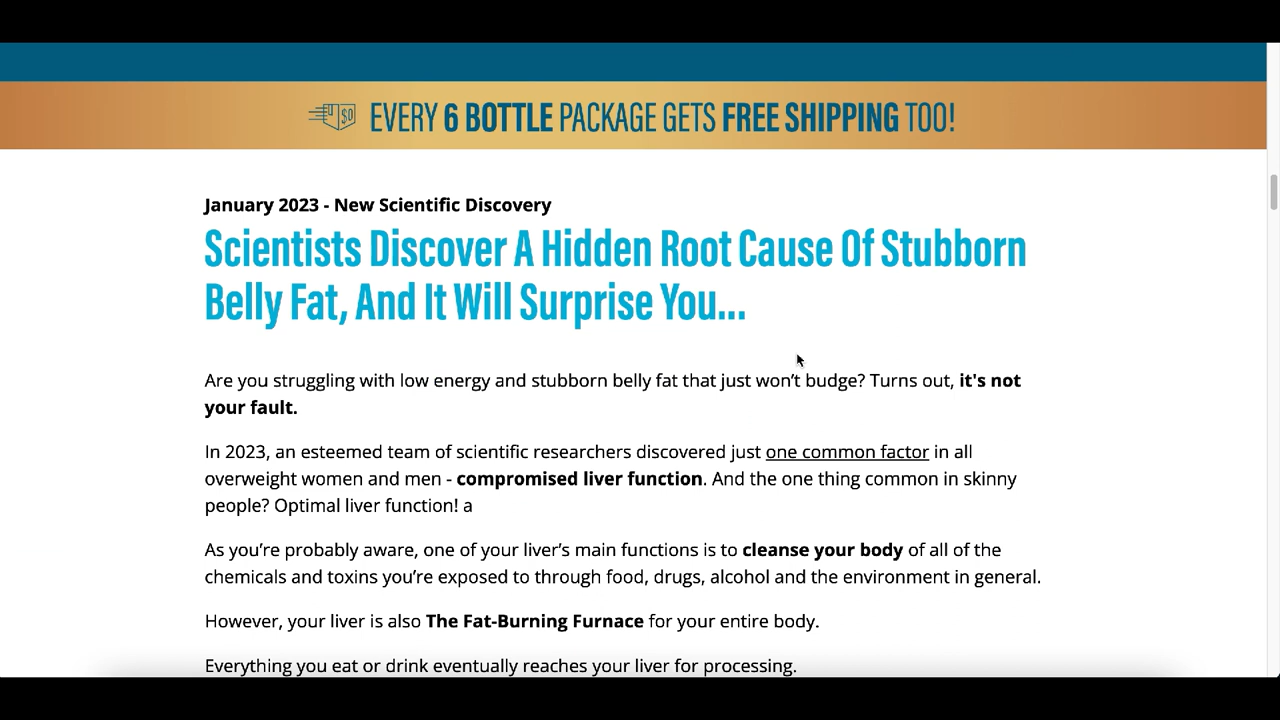 $0
EVERY 6 BOTTLE PACKAGE GETS FREE SHIPPING TOO!
January 2023 - New Scientific Discovery
Scientists Discover A Hidden Root Cause Of Stubborn
Belly Fat, And It Will Surprise You...
Are you struggling with low energy and stubborn belly fat that just won’t budge? Turns out, it's not
your fault.
In 2023, an esteemed team of scientific researchers discovered just one common factor in all
overweight women and men - compromised liver function. And the one thing common in skinny
people? Optimal liver function! a
As you’re probably aware, one of your liver’s main functions is to cleanse your body of all of the
chemicals and toxins you’re exposed to through food, drugs, alcohol and the environment in general.
However, your liver is also The Fat-Burning Furnace for your entire body.
Everything you eat or drink eventually reaches your liver for processing.